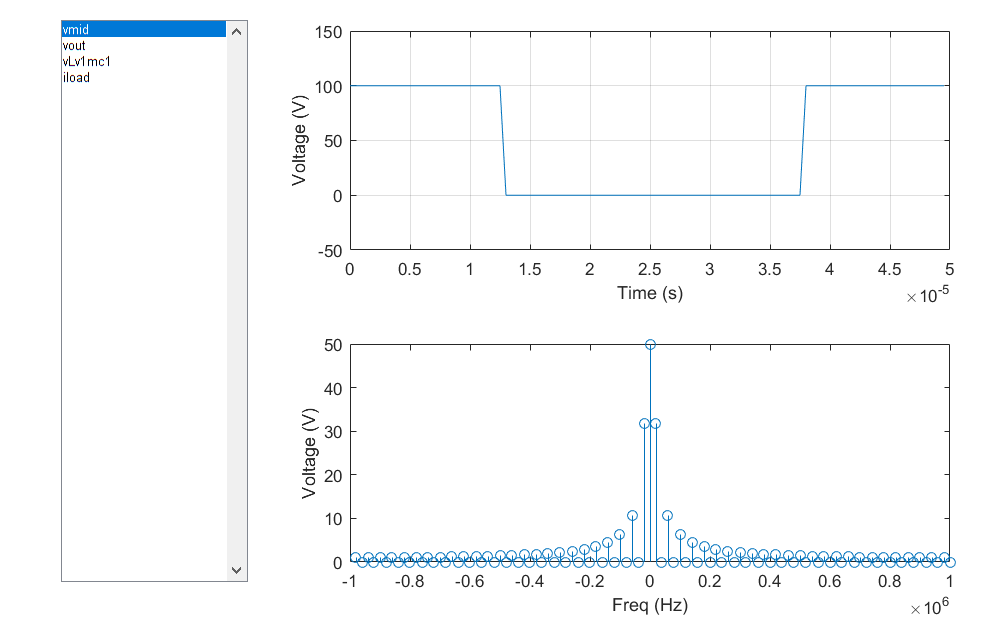 vmid
vout
vLv1mc1
iload
150
100
50
0
-50
Voltage (V)
0 0.5 1 1.5 2 2.5 3 3.5 4 4.5 5
Time (s)
×10-5
50
40
30
20
10
0
Voltage (V)
-1 -0.8 -0.6 -0.4 -0.2 0 0.2 0.4 0.6 0.8 1
Freq (Hz)
×106